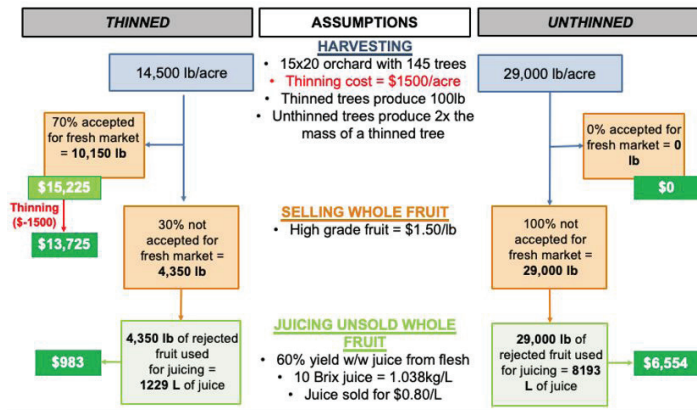 THINNED
ASSUMPTIONS
UNTHINNED
HARVESTING
• 15x20 orchard with 145 trees
• Thinning cost = $1500/acre
• Thinned trees produce 100lb
• Unthinned trees produce 2x the
mass of a thinned tree
14,500 lb/acre
29,000 lb/acre
70% accepted
for fresh market
= 10,150 lb
$15,225
Thinning
($-1500)
$13,725
0% accepted for
fresh market = 0
lb
$0
30% not
accepted for
fresh market =
4,350 lb
SELLING WHOLE FRUIT
• High grade fruit = $1.50/lb
100% not
accepted for
fresh market =
29,000 lb
JUICING UNSOLD WHOLE
FRUIT
• 60% yield w/w juice from flesh
• 10 Brix juice = 1.038kg/L
• Juice sold for $0.80/L
4,350 lb of rejected
fruit used
for juicing =
1229 L of juice
$983
29,000 lb of
rejected fruit used
for juicing = 8193
L of juice
$6,554